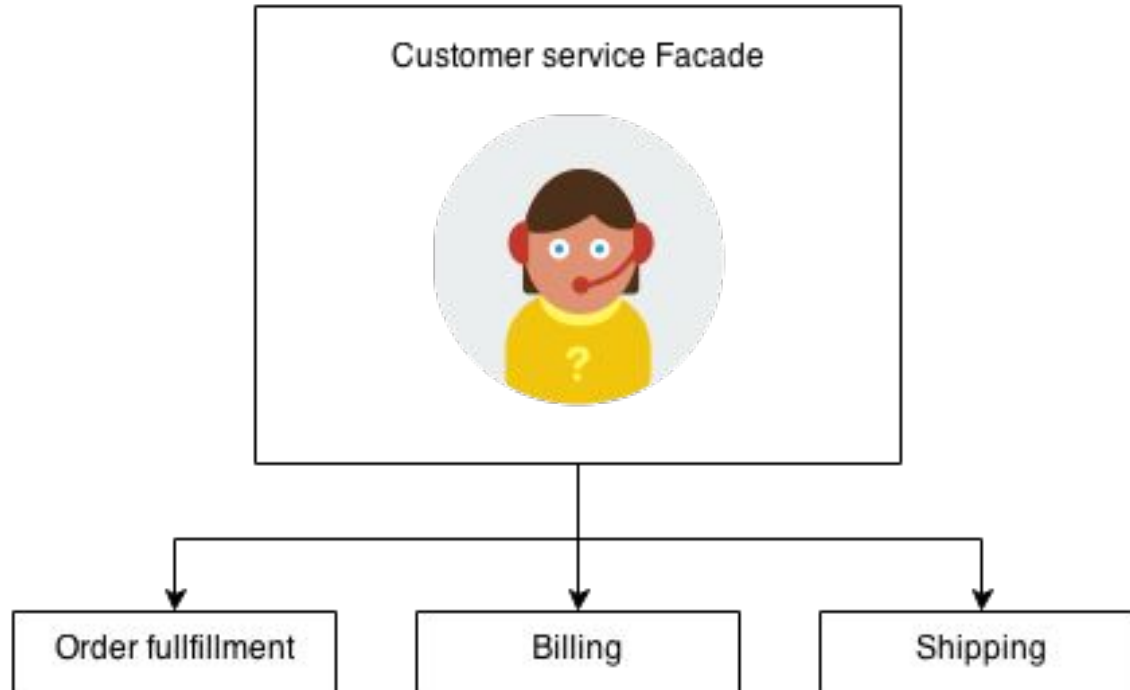 Customer service Facade
?
Order fullfillment
Billing
Shipping